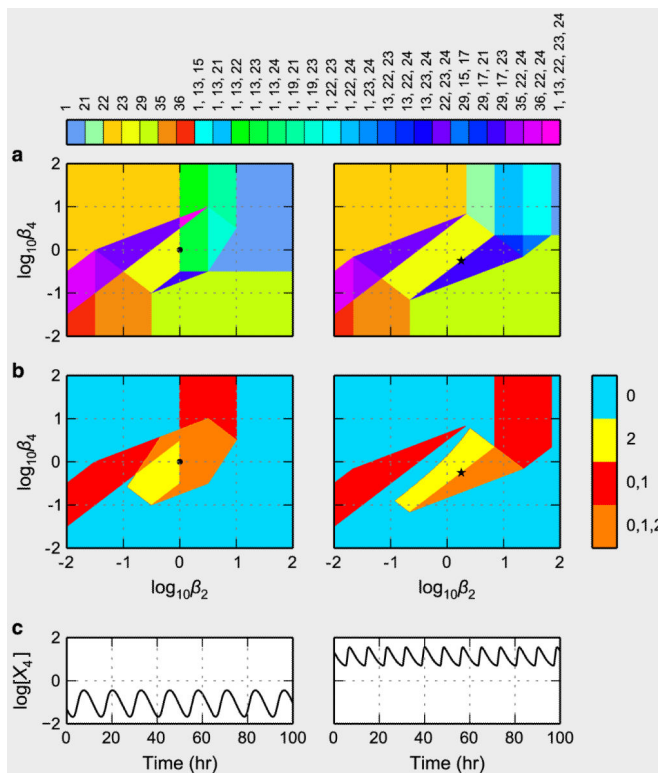 1
21
22
23
29
35
36
1, 13, 15
1, 13, 21
1, 13, 22
1, 13, 23
1, 13, 24
1, 19, 21
1, 19, 23
1, 22, 23
1, 22, 24
1, 23, 24
13, 22, 23
13, 22, 24
13, 23, 24
22, 23, 24
29, 15, 17
29, 17, 21
29, 17, 23
35, 22, 24
36, 22, 24
1, 13, 22, 23, 24
a
log10β4
2
1
0
-1
-2
2
1
0
-1
-2
b
log10β4
2
1
0
-1
-2
-2 -1 0 1 2
log10β2
2
1
0
-1
-2
-2 -1 0 1 2
log10β2
0
2
0,1
0,1,2
c
log[X4]
2
0
-2
0 20 40 60 80 100
Time (hr)
2
0
-2
0 20 40 60 80 100
Time (hr)